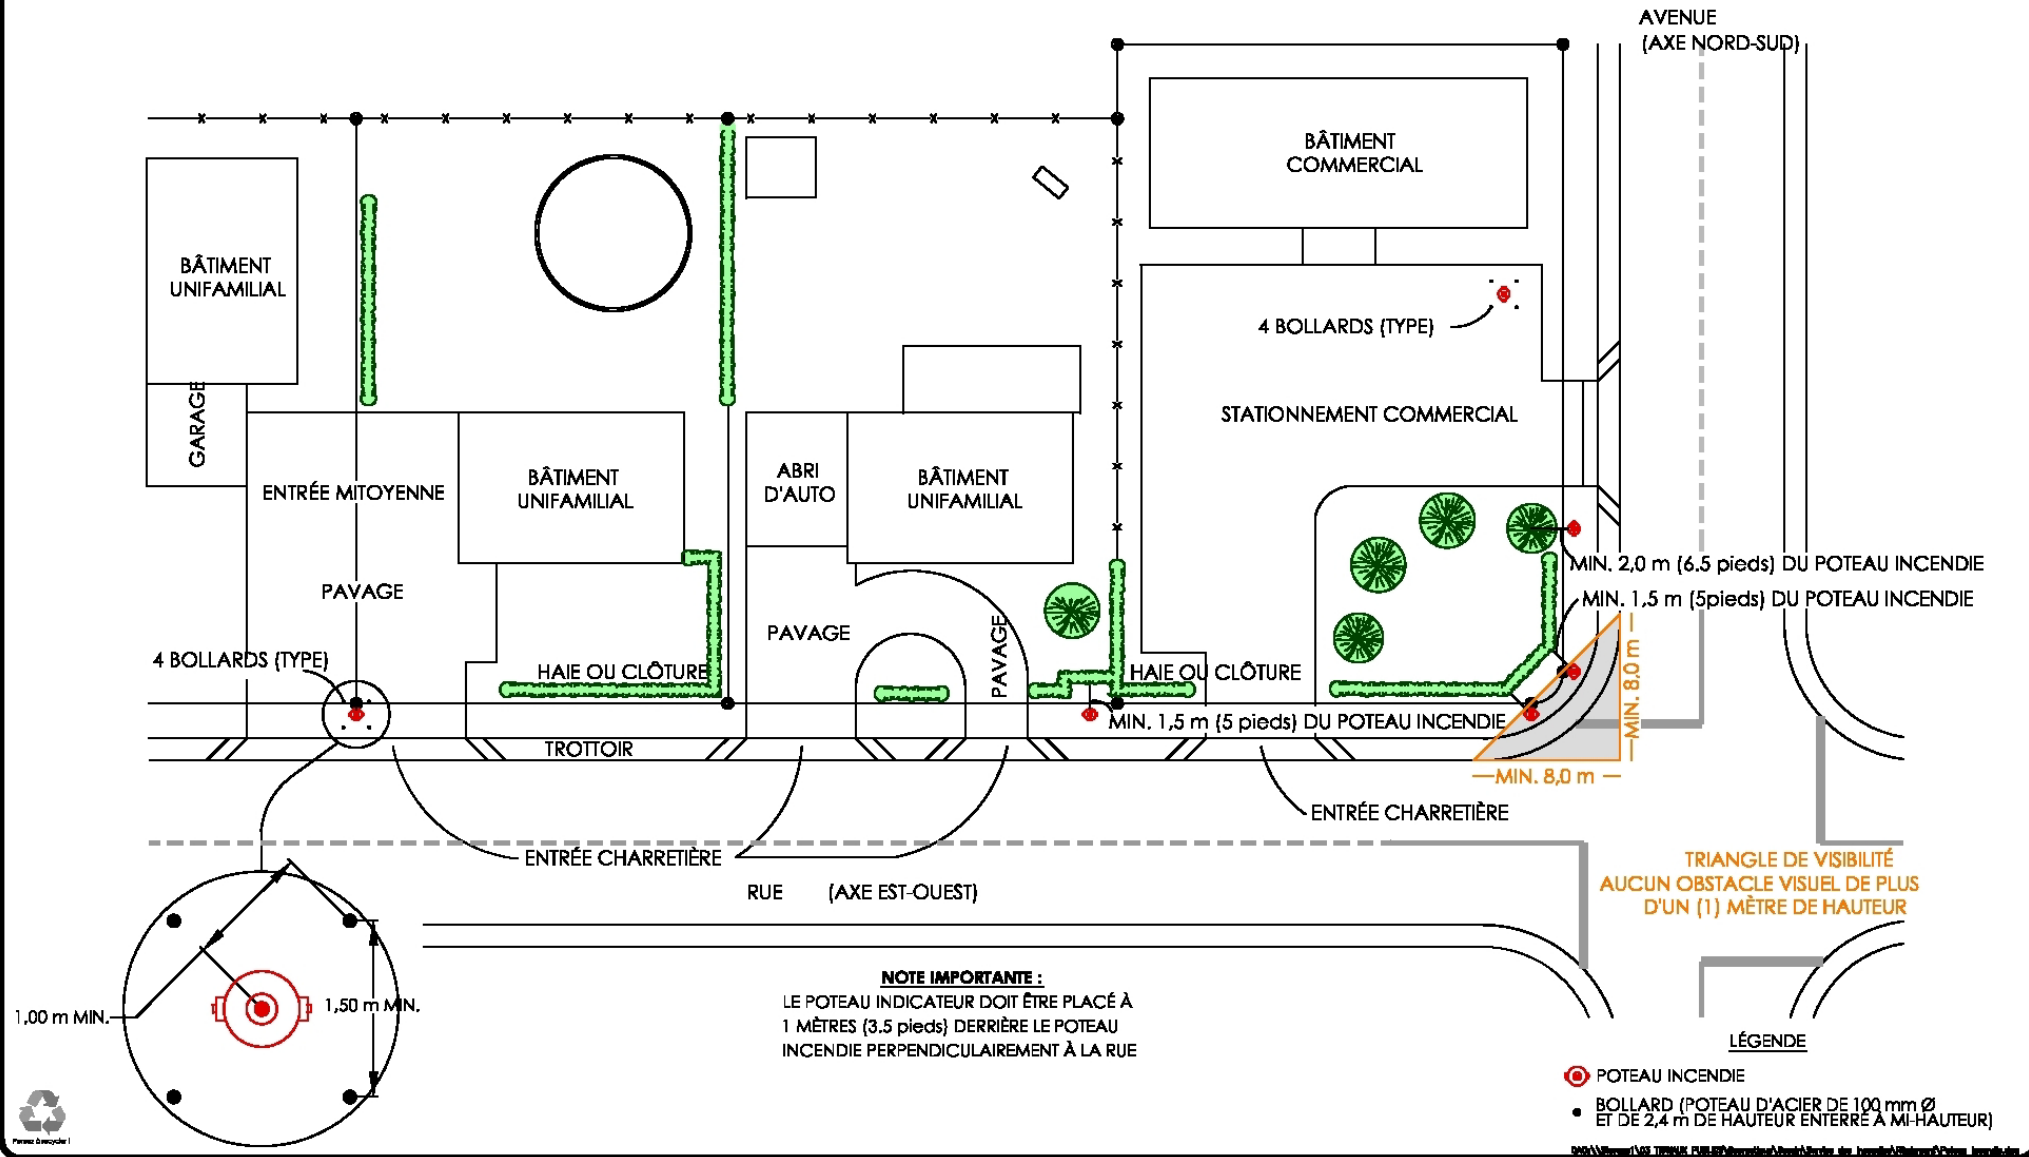 AVENUE
(AXE NORD-SUD)
BÂTIMENT
COMMERCIAL
BÂTIMENT
UNIFAMILIAL
4 BOLLARDS (TYPE)
GARAGE
STATIONNEMENT COMMERCIAL
ENTRÉE MITOYENNE
BÂTIMENT
UNIFAMILIAL
ABRI
D'AUTO
BÂTIMENT
UNIFAMILIAL
MIN. 2,0 m (6.5 pieds) DU POTEAU INCENDIE
PAVAGE
MIN. 1,5 m (5pieds) DU POTEAU INCENDIE
PAVAGE
PAVAGE
4 BOLLARDS (TYPE)
HAIE OU CLÔTURE
HAIE OU CLÔTURE
MIN. 8,0 m
MIN. 1,5 m (5 pieds) DU POTEAU INCENDIE
TROTTOIR
MIN. 8,0 m
ENTRÉE CHARRETIÈRE
ENTRÉE CHARRETIÈRE
TRIANGLE DE VISIBILITÉ
AUCUN OBSTACLE VISUEL DE PLUS
D'UN (1) MÈTRE DE HAUTEUR
RUE (AXE EST-OUEST)
NOTE IMPORTANTE :
LE POTEAU INDICATEUR DOIT ÊTRE PLACÉ À
1 MÈTRES (3.5 pieds) DERRIÈRE LE POTEAU
INCENDIE PERPENDICULAIREMENT À LA RUE
1,00 m MIN.
1,50 m MIN.
LÉGENDE
POTEAU INCENDIE
BOLLARD (POTEAU D'ACIER DE 100 mm Ø
ET DE 2,4 m DE HAUTEUR ENTERRÉ À MI-HAUTEUR)
Pensez à recycler !